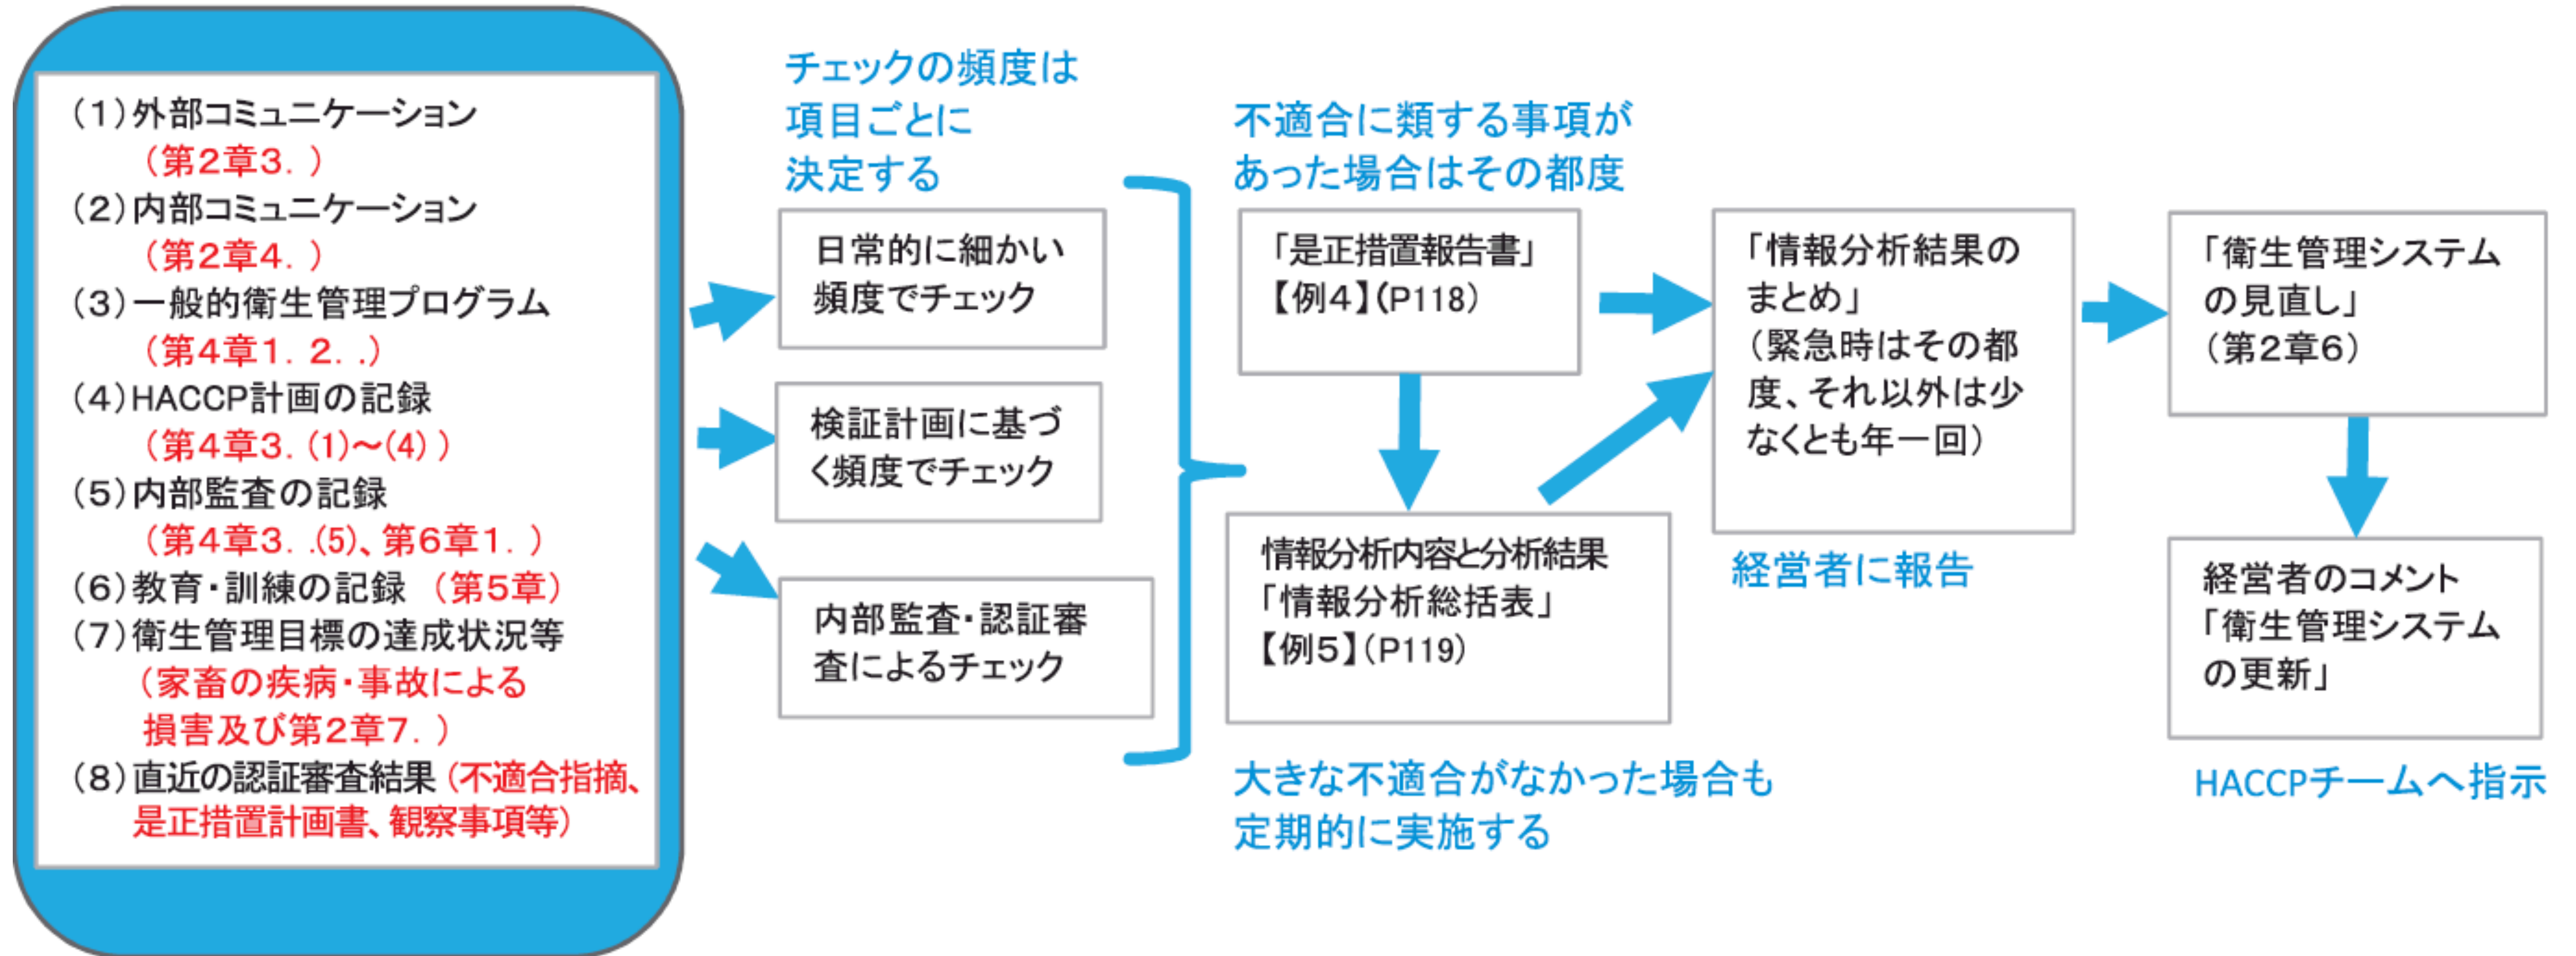 (1)外部コミュニケーション
(第2章3. )
(2)内部コミュニケーション
(第2章4. )
(3)一般的衛生管理プログラム
(第4章1. 2. .)
(4)HACCP計画の記録
(第4章3. (1)～(4) )
(5)内部監査の記録
(第4章3. .(5)、第6章1. )
(6)教育・訓練の記録 (第5章)
(7)衛生管理目標の達成状況等
(家畜の疾病・事故による
損害及び第2章7. )
(8)直近の認証審査結果(不適合指摘、
是正措置計画書、観察事項等)
チェックの頻度は
項目ごとに
決定する
日常的に細かい
頻度でチェック
検証計画に基づ
く頻度でチェック
内部監査・認証審
査によるチェック
不適合に類する事項が
あった場合はその都度
「是正措置報告書」
【例4】(P118)
情報分析内容と分析結果
「情報分析総括表」
【例5】(P119)
大きな不適合がなかった場合も
定期的に実施する
「情報分析結果の
まとめ」
(緊急時はその都
度、それ以外は少
なくとも年一回)
経営者に報告
「衛生管理システム
の見直し」
(第2章6)
経営者のコメント
「衛生管理システム
の更新」
HACCPチームへ指示